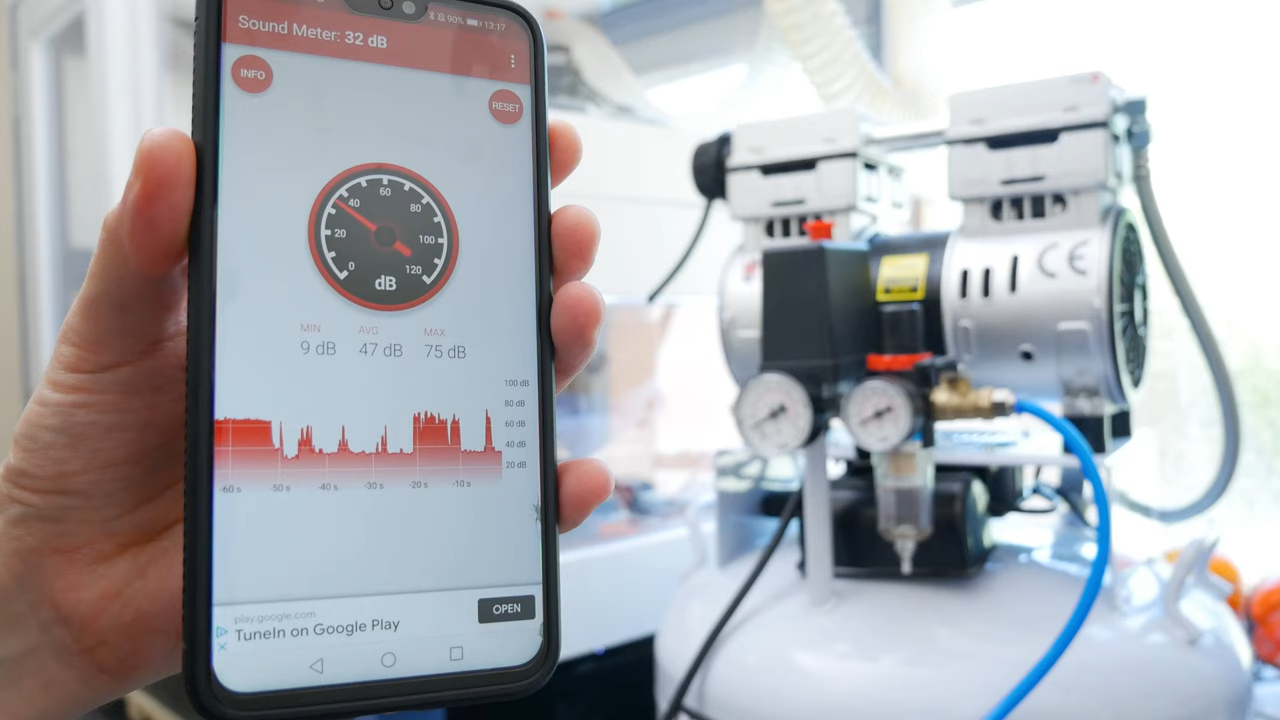 90% 13:17
Sound Meter: 32 dB
INFO
RESET
60
40 80
20 100
0 120
dB
MIN AVG MAX
9 dB 47 dB 75 dB
100 dB
80 dB
60 dB
40 dB
20 dB
-60 s -50 s -40 s -30 s -20 s -10 s
play.google.com
TuneIn on Google Play
OPEN
CE